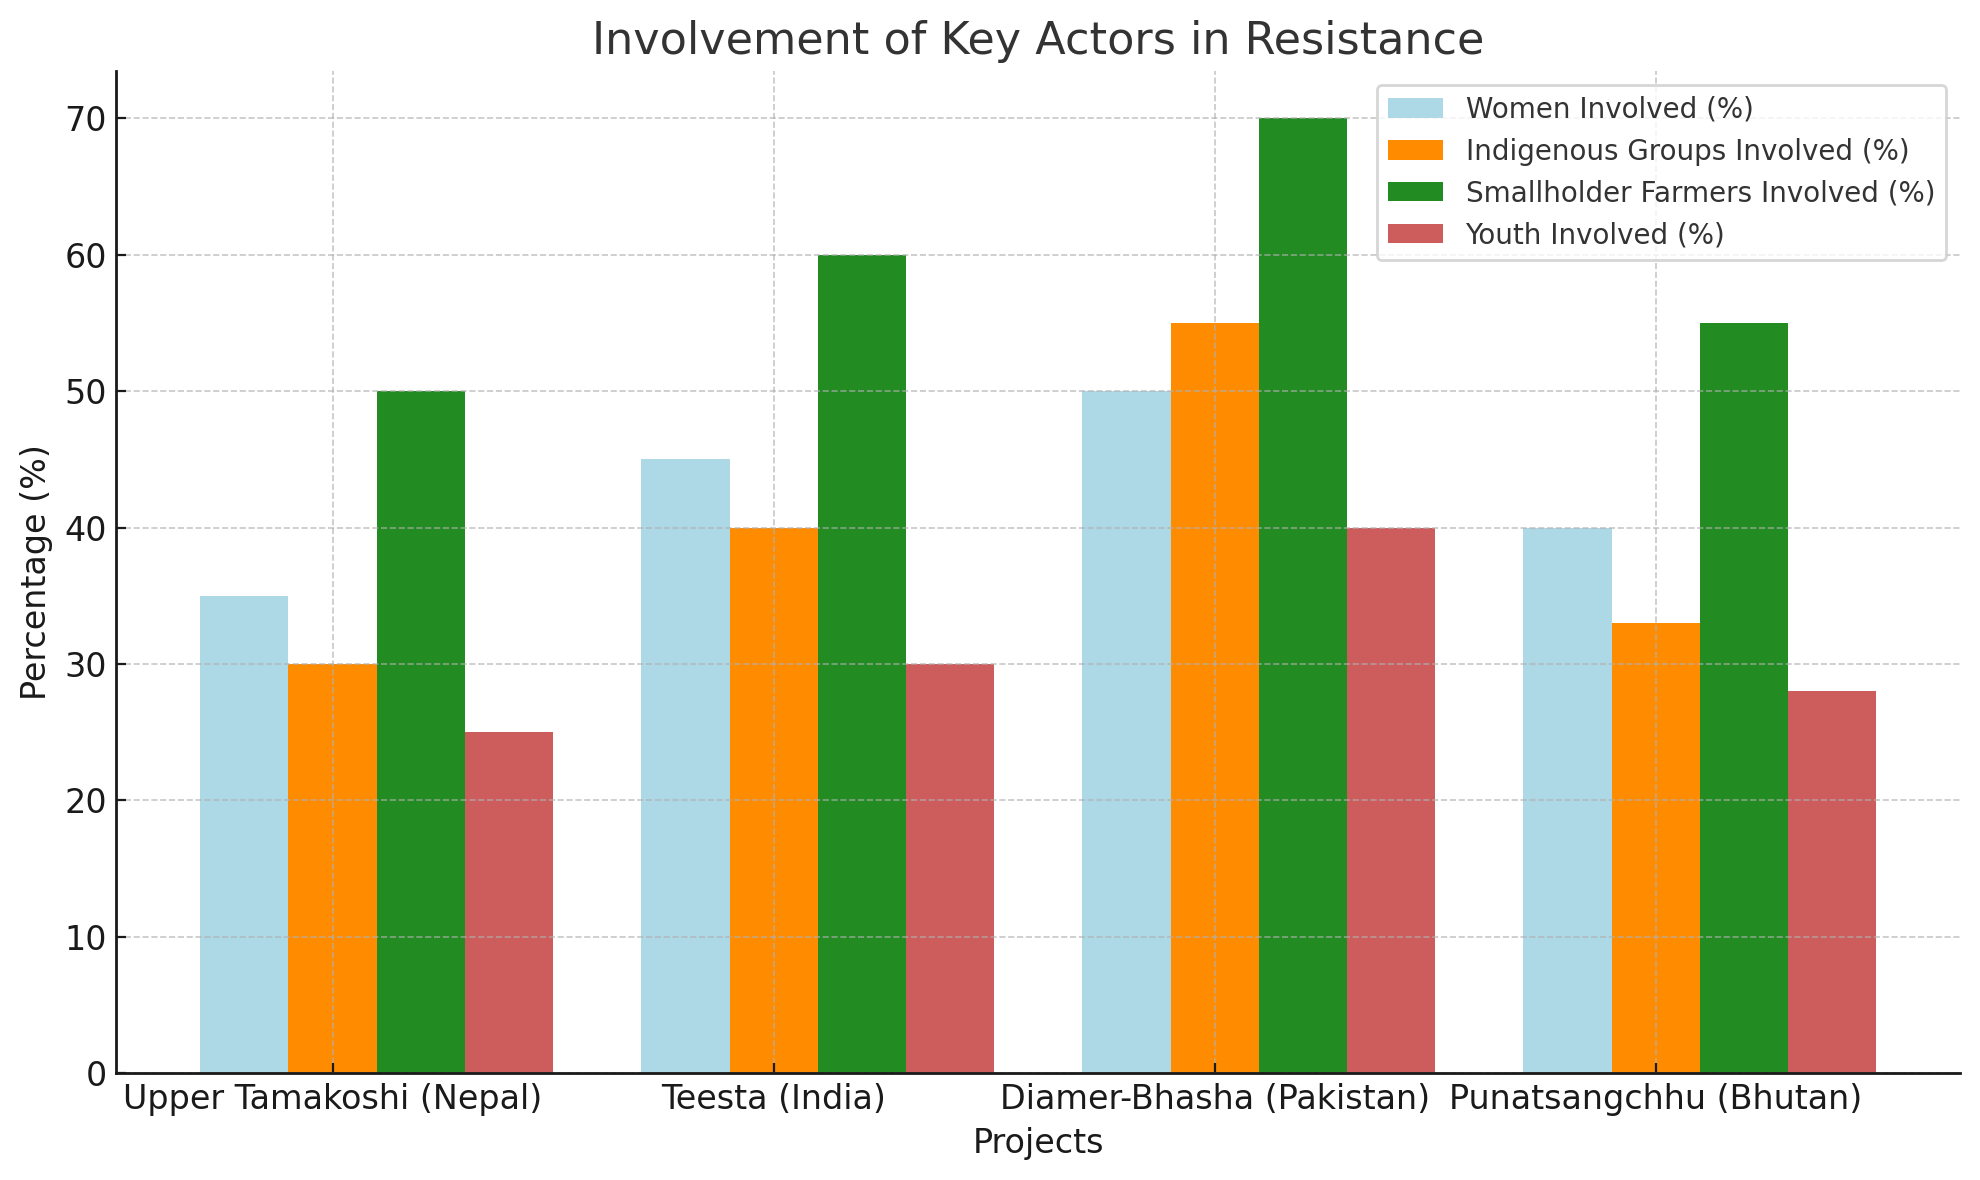 Involvement of Key Actors in Resistance
Women Involved (%)
Indigenous Groups Involved (%)
Smallholder Farmers Involved (%)
Youth Involved (%)
Percentage (%)
70
60
50
40
30
20
10
0
Upper Tamakoshi (Nepal) Teesta (India) Diamer-Bhasha (Pakistan) Punatsangchhu (Bhutan)
Projects